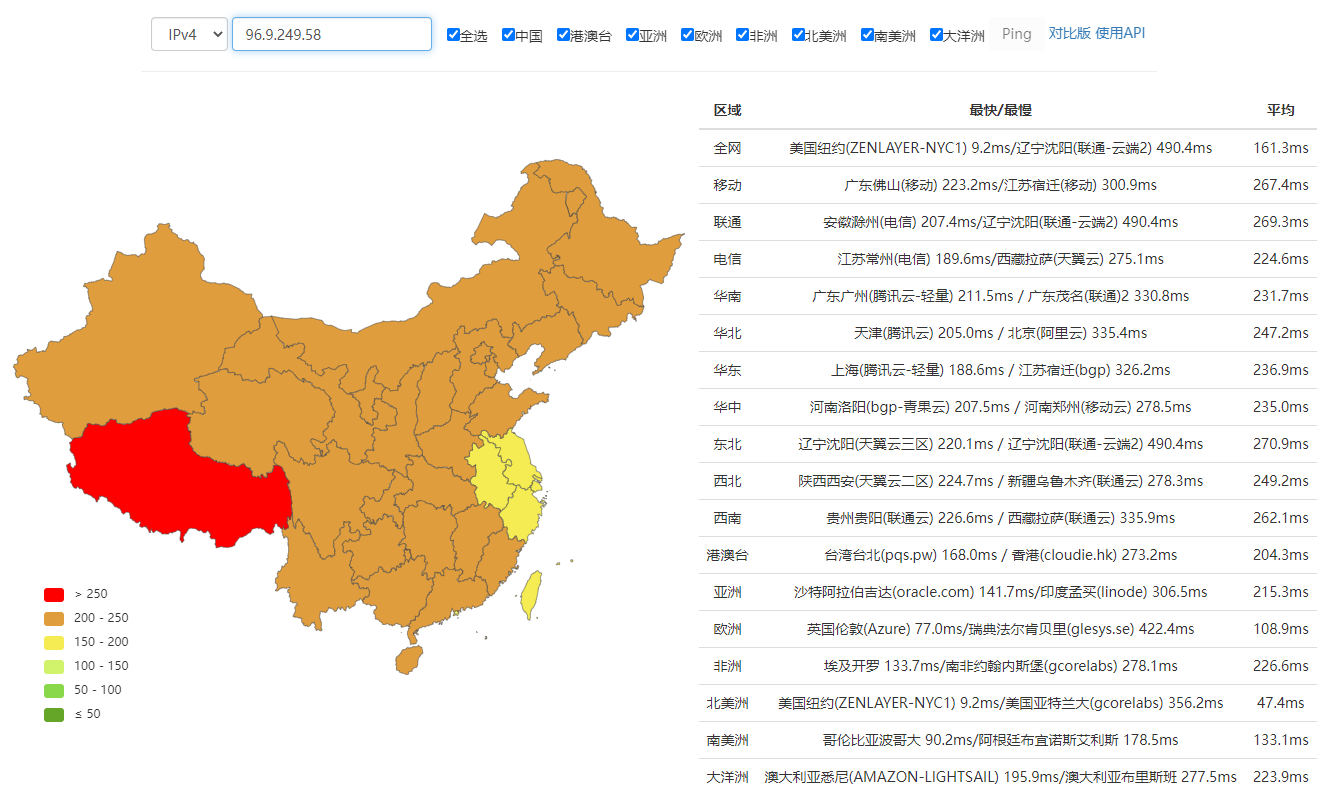 IPv4 96.9.249.58 全选 中国 港澳台 亚洲 欧洲 非洲 北美洲 南美洲 大洋洲 Ping 对比版 使用API
区域 最快/最慢 平均
全网 美国纽约(ZENLAYER-NYC1) 9.2ms/辽宁沈阳(联通-云端2) 490.4ms 161.3ms
移动 广东佛山(移动) 223.2ms/江苏宿迁(移动) 300.9ms 267.4ms
联通 安徽滁州(电信) 207.4ms/辽宁沈阳(联通-云端2) 490.4ms 269.3ms
电信 江苏常州(电信) 189.6ms/西藏拉萨(天翼云) 275.1ms 224.6ms
华南 广东广州(腾讯云-轻量) 211.5ms / 广东茂名(联通)2 330.8ms 231.7ms
华北 天津(腾讯云) 205.0ms / 北京(阿里云) 335.4ms 247.2ms
华东 上海(腾讯云-轻量) 188.6ms / 江苏宿迁(bgp) 326.2ms 236.9ms
华中 河南洛阳(bgp-青果云) 207.5ms / 河南郑州(移动云) 278.5ms 235.0ms
东北 辽宁沈阳(天翼云三区) 220.1ms / 辽宁沈阳(联通-云端2) 490.4ms 270.9ms
西北 陕西西安(天翼云二区) 224.7ms / 新疆乌鲁木齐(联通云) 278.3ms 249.2ms
西南 贵州贵阳(联通云) 226.6ms / 西藏拉萨(联通云) 335.9ms 262.1ms
港澳台 台湾台北(pqs.pw) 168.0ms / 香港(cloudie.hk) 273.2ms 204.3ms
亚洲 沙特阿拉伯吉达(oracle.com) 141.7ms/印度孟买(linode) 306.5ms 215.3ms
欧洲 英国伦敦(Azure) 77.0ms/瑞典法尔肯贝里(glesys.se) 422.4ms 108.9ms
非洲 埃及开罗 133.7ms/南非约翰内斯堡(gcorelabs) 278.1ms 226.6ms
北美洲 美国纽约(ZENLAYER-NYC1) 9.2ms/美国亚特兰大(gcorelabs) 356.2ms 47.4ms
南美洲 哥伦比亚波哥大 90.2ms/阿根廷布宜诺斯艾利斯 178.5ms 133.1ms
大洋洲 澳大利亚悉尼(AMAZON-LIGHTSAIL) 195.9ms/澳大利亚布里斯班 277.5ms 223.9ms
> 250
200 - 250
150 - 200
100 - 150
50 - 100
≤ 50